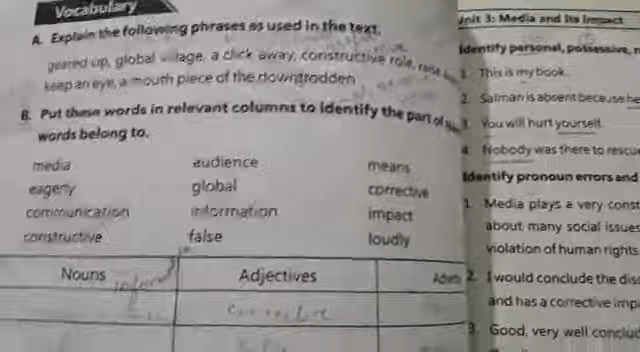 Vocabulary
A. Explain the following phrases as used in the text.
geared up, global village, a click away, constructive role, raise
keep an eye, a mouth piece of the downtrodden
B. Put these words in relevant columns to identify the part of
words belong to.
media audience means
eagerly global corrective
communication information impact
constructive false loudly
Nouns Adjectives
Unit 3: Media and Its Impact
Identify personal, possessive,
1. This is my book.
2. Salman is absent because he
3. You will hurt yourself.
4. Nobody was there to rescu
Identify pronoun errors and
1. Media plays a very const
about many social issues
violation of human rights
2. I would conclude the dis
and has a corrective imp
3. Good, very well conclud